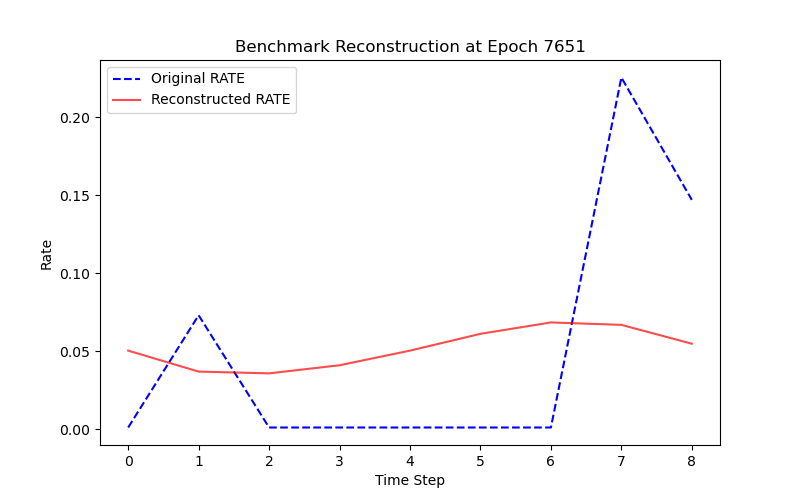 Benchmark Reconstruction at Epoch 7651
Original RATE
Reconstructed RATE
0.20
0.15
0.10
0.05
0.00
Rate
0 1 2 3 4 5 6 7 8
Time Step